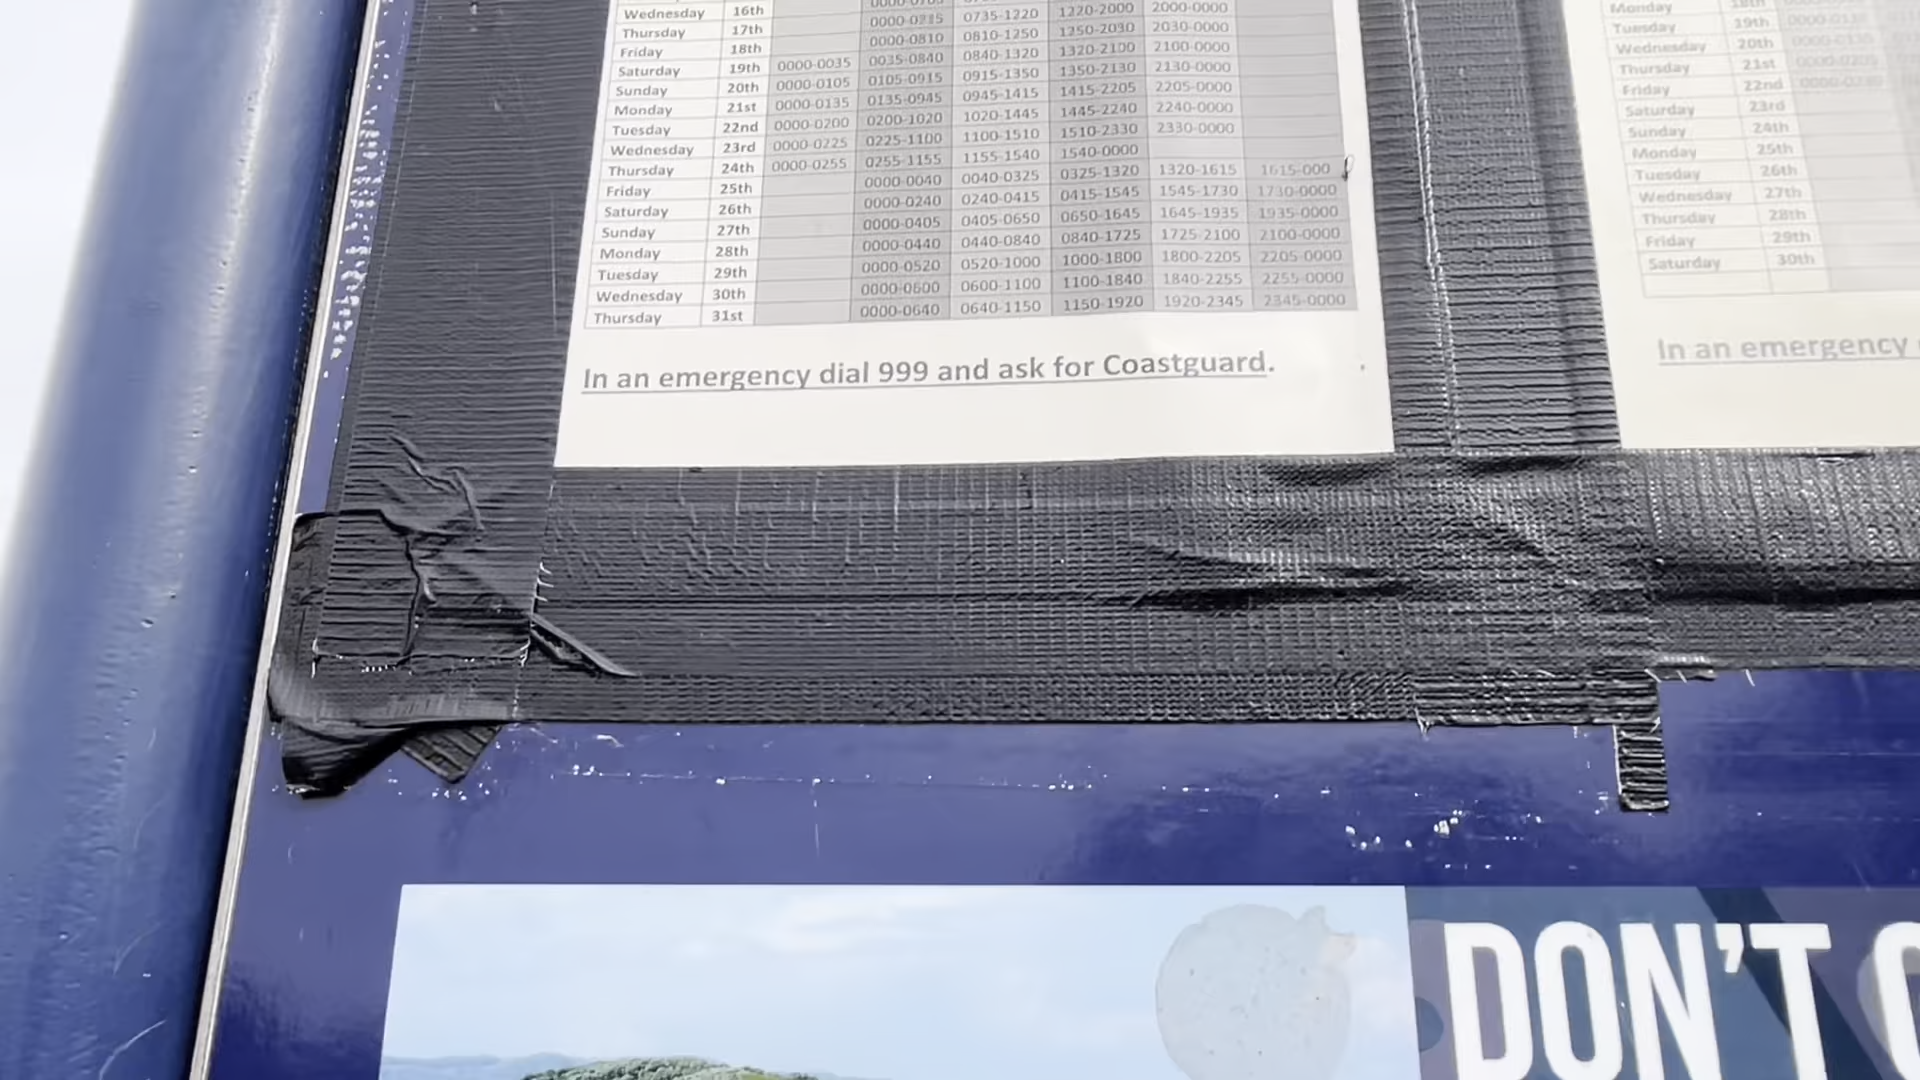 Wednesday 16th
Thursday 17th 0735-1220 1220-2000 2000-0000
Friday 18th 0000-0810 0810-1250 1250-2030 2030-0000
Saturday 19th 0000-0035 0035-0840 0840-1320 1320-2100 2100-0000
Sunday 20th 0000-0105 0105-0915 0915-1350 1350-2130 2130-0000
Monday 21st 0000-0135 0135-0945 0945-1415 1415-2205 2205-0000
Tuesday 22nd 0000-0200 0200-1020 1020-1445 1445-2240 2240-0000
Wednesday 23rd 0000-0225 0225-1100 1100-1510 1510-2330 2330-0000
Thursday 24th 0000-0255 0255-1155 1155-1540 1540-0000
Friday 25th 0000-0040 0040-0325 0325-1320 1320-1615 1615-000
Saturday 26th 0000-0240 0240-0415 0415-1545 1545-1730 1730-0000
Sunday 27th 0000-0405 0405-0650 0650-1645 1645-1935 1935-0000
Monday 28th 0000-0440 0440-0840 0840-1725 1725-2100 2100-0000
Tuesday 29th 0000-0520 0520-1000 1000-1800 1800-2205 2205-0000
Wednesday 30th 0000-0600 0600-1100 1100-1840 1840-2255 2255-0000
Thursday 31st 0000-0640 0640-1150 1150-1920 1920-2345 2345-0000
In an emergency dial 999 and ask for Coastguard.
Monday
Tuesday 19th
Wednesday 20th
Thursday 21st
Friday 22nd
Saturday 23rd
Sunday 24th
Monday 25th
Tuesday 26th
Wednesday 27th
Thursday 28th
Friday 29th
Saturday 30th
In an emergency
DON'T